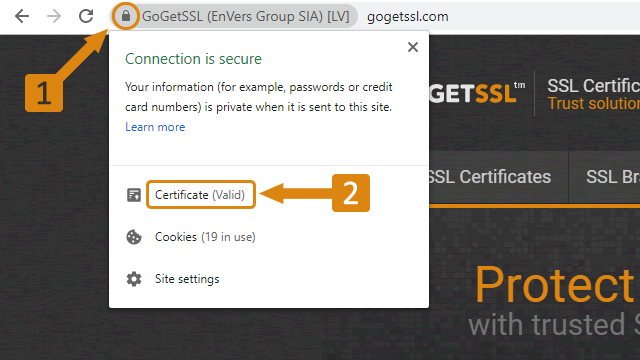 GoGetSSL (EnVers Group SIA) [LV] gogetssl.com
1
Connection is secure
Your information (for example, passwords or credit
card numbers) is private when it is sent to this site.
Learn more
Certificate (Valid)
2
Cookies (19 in use)
Site settings
GETSSL™
SSL Certific
Trust solution
SSL Certificates
SSL Br
Protect
with trusted S